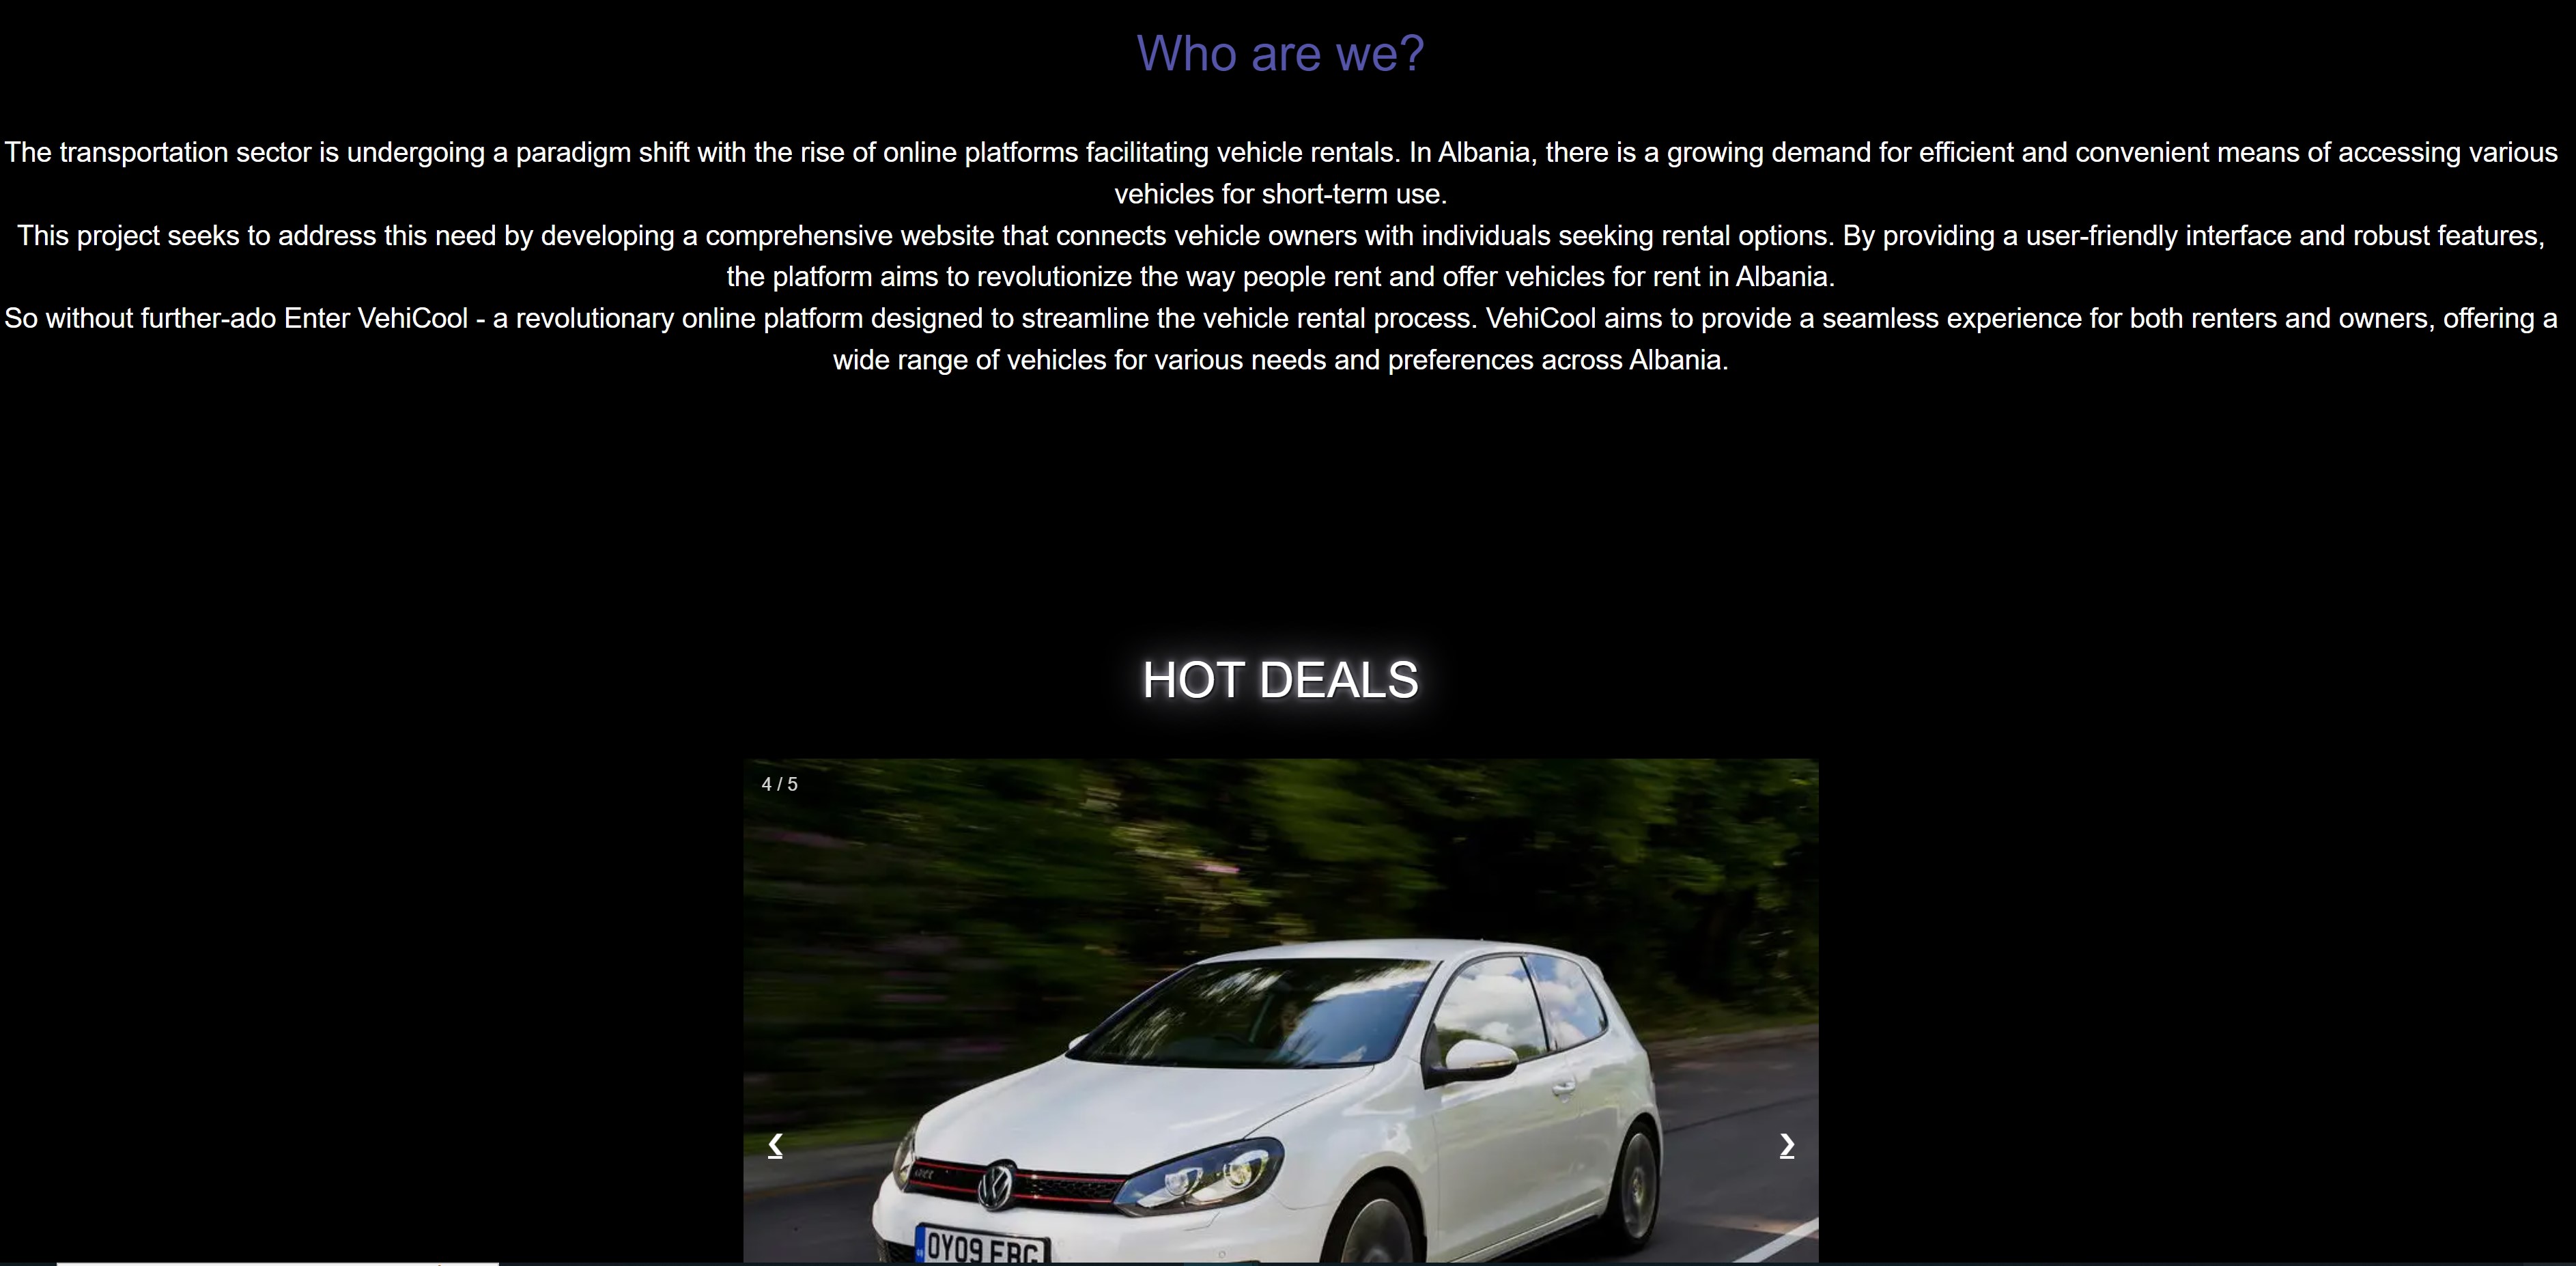 Who are we?
The transportation sector is undergoing a paradigm shift with the rise of online platforms facilitating vehicle rentals. In Albania, there is a growing demand for efficient and convenient means of accessing various
vehicles for short-term use.
This project seeks to address this need by developing a comprehensive website that connects vehicle owners with individuals seeking rental options. By providing a user-friendly interface and robust features,
the platform aims to revolutionize the way people rent and offer vehicles for rent in Albania.
So without further-ado Enter VehiCool - a revolutionary online platform designed to streamline the vehicle rental process. VehiCool aims to provide a seamless experience for both renters and owners, offering a
wide range of vehicles for various needs and preferences across Albania.
HOT DEALS
4 / 5
❮ ❯
OY09